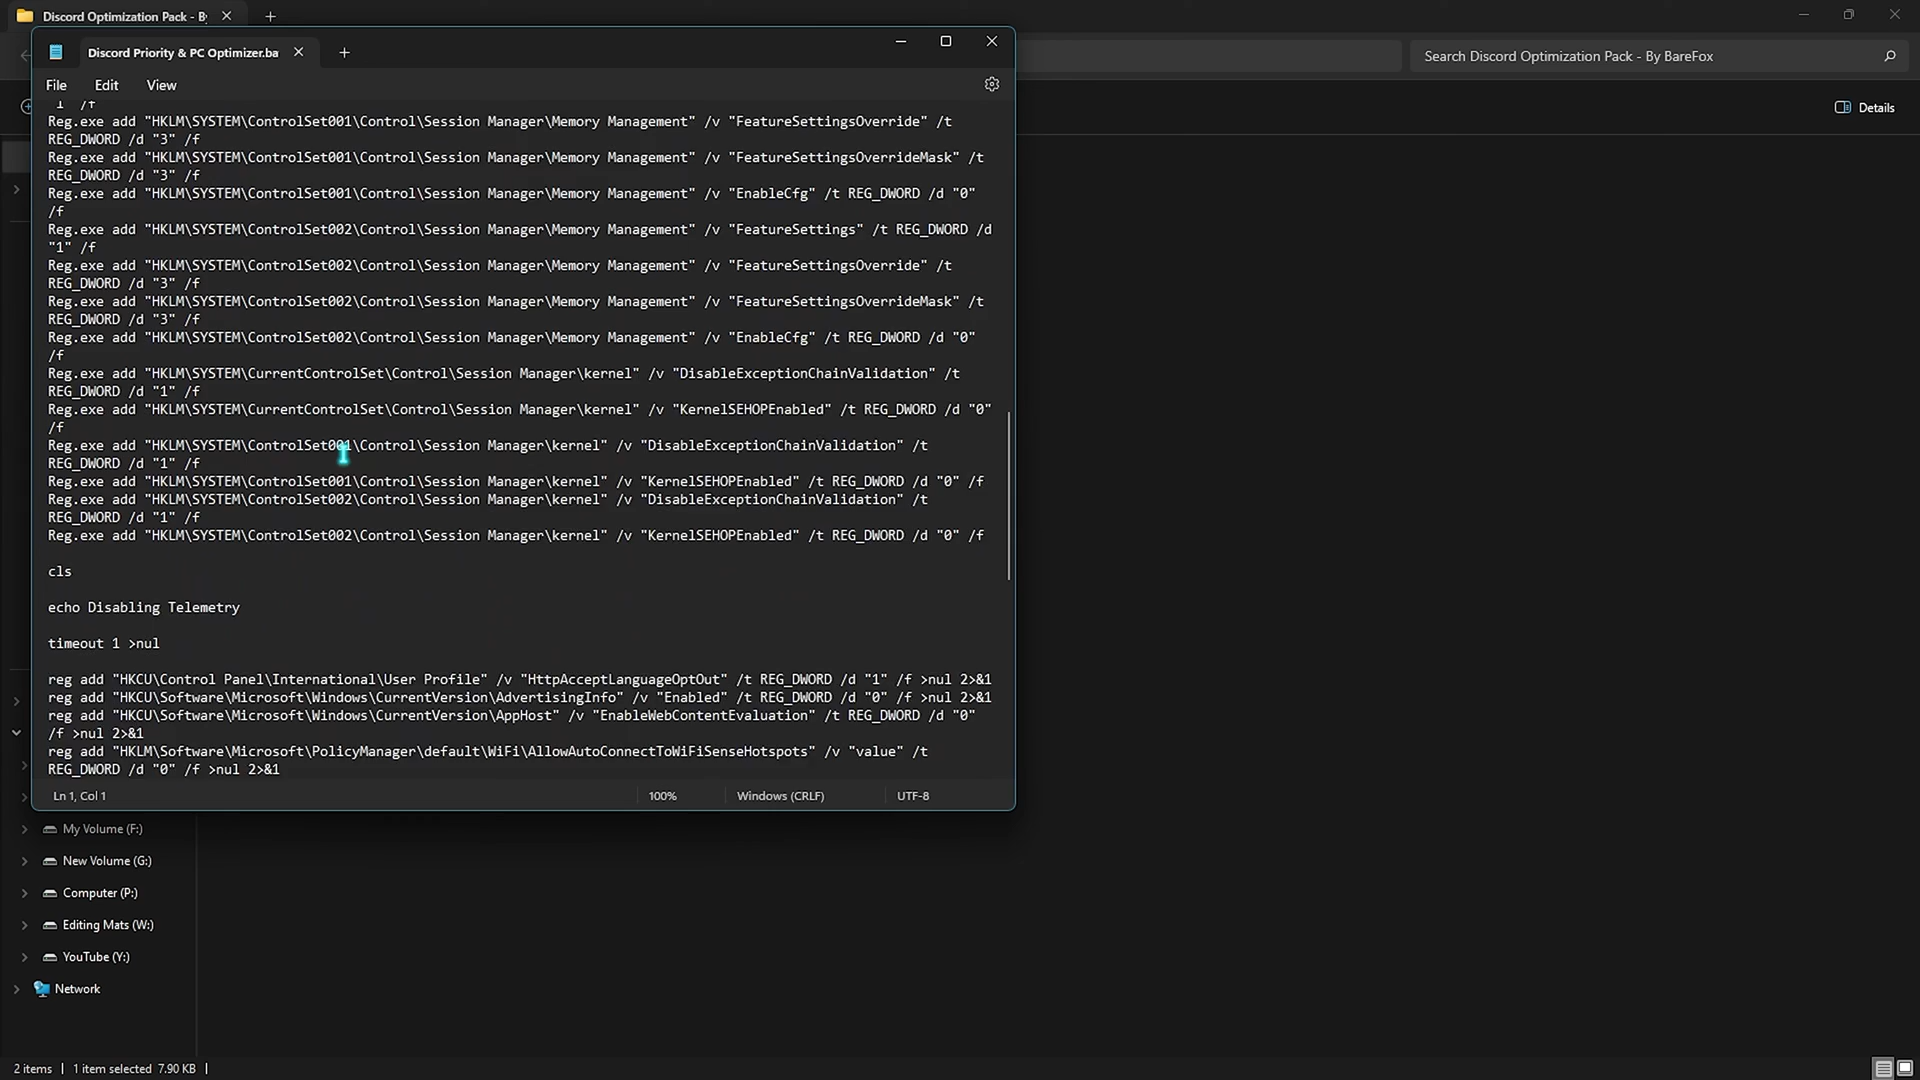 Discord Optimization Pack - B
Discord Priority & PC Optimizer.ba
Search Discord Optimization Pack - By BareFox
File Edit View
Details
1  /f
Reg.exe add "HKLM\SYSTEM\ControlSet001\Control\Session Manager\Memory Management" /v "FeatureSettingsOverride" /t
REG_DWORD /d "3" /f
Reg.exe add "HKLM\SYSTEM\ControlSet001\Control\Session Manager\Memory Management" /v "FeatureSettingsOverrideMask" /t
REG_DWORD /d "3" /f
Reg.exe add "HKLM\SYSTEM\ControlSet001\Control\Session Manager\Memory Management" /v "EnableCfg" /t REG_DWORD /d "0"
/f
Reg.exe add "HKLM\SYSTEM\ControlSet002\Control\Session Manager\Memory Management" /v "FeatureSettings" /t REG_DWORD /d
"1" /f
Reg.exe add "HKLM\SYSTEM\ControlSet002\Control\Session Manager\Memory Management" /v "FeatureSettingsOverride" /t
REG_DWORD /d "3" /f
Reg.exe add "HKLM\SYSTEM\ControlSet002\Control\Session Manager\Memory Management" /v "FeatureSettingsOverrideMask" /t
REG_DWORD /d "3" /f
Reg.exe add "HKLM\SYSTEM\ControlSet002\Control\Session Manager\Memory Management" /v "EnableCfg" /t REG_DWORD /d "0"
/f
Reg.exe add "HKLM\SYSTEM\CurrentControlSet\Control\Session Manager\kernel" /v "DisableExceptionChainValidation" /t
REG_DWORD /d "1" /f
Reg.exe add "HKLM\SYSTEM\CurrentControlSet\Control\Session Manager\kernel" /v "KernelSEHOPEnabled" /t REG_DWORD /d "0"
/f
Reg.exe add "HKLM\SYSTEM\ControlSet001\Control\Session Manager\kernel" /v "DisableExceptionChainValidation" /t
REG_DWORD /d "1" /f
Reg.exe add "HKLM\SYSTEM\ControlSet001\Control\Session Manager\kernel" /v "KernelSEHOPEnabled" /t REG_DWORD /d "0" /f
Reg.exe add "HKLM\SYSTEM\ControlSet002\Control\Session Manager\kernel" /v "DisableExceptionChainValidation" /t
REG_DWORD /d "1" /f
Reg.exe add "HKLM\SYSTEM\ControlSet002\Control\Session Manager\kernel" /v "KernelSEHOPEnabled" /t REG_DWORD /d "0" /f
cls
echo Disabling Telemetry
timeout 1 >nul
reg add "HKCU\Control Panel\International\User Profile" /v "HttpAcceptLanguageOptOut" /t REG_DWORD /d "1" /f >nul 2>&1
reg add "HKCU\Software\Microsoft\Windows\CurrentVersion\AdvertisingInfo" /v "Enabled" /t REG_DWORD /d "0" /f >nul 2>&1
reg add "HKCU\Software\Microsoft\Windows\CurrentVersion\AppHost" /v "EnableWebContentEvaluation" /t REG_DWORD /d "0"
/f >nul 2>&1
reg add "HKLM\Software\Microsoft\PolicyManager\default\WiFi\AllowAutoConnectToWiFiSenseHotspots" /v "value" /t
REG_DWORD /d "0" /f >nul 2>&1
Ln 1, Col 1
100%
Windows (CRLF)
UTF-8
My Volume (F:)
New Volume (G:)
Computer (P:)
Editing Mats (W:)
YouTube (Y:)
Network
2 items
1 item selected 7.90 KB